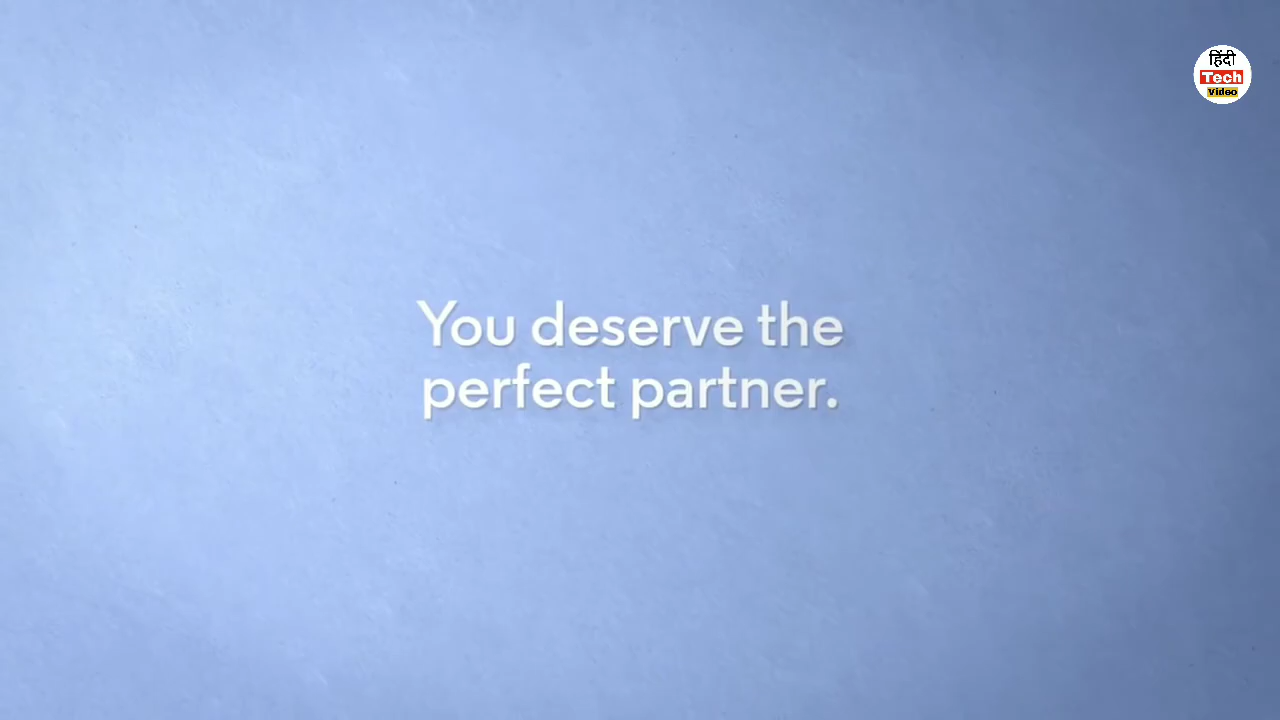 हिंदी
Tech
Video
You deserve the
perfect partner.